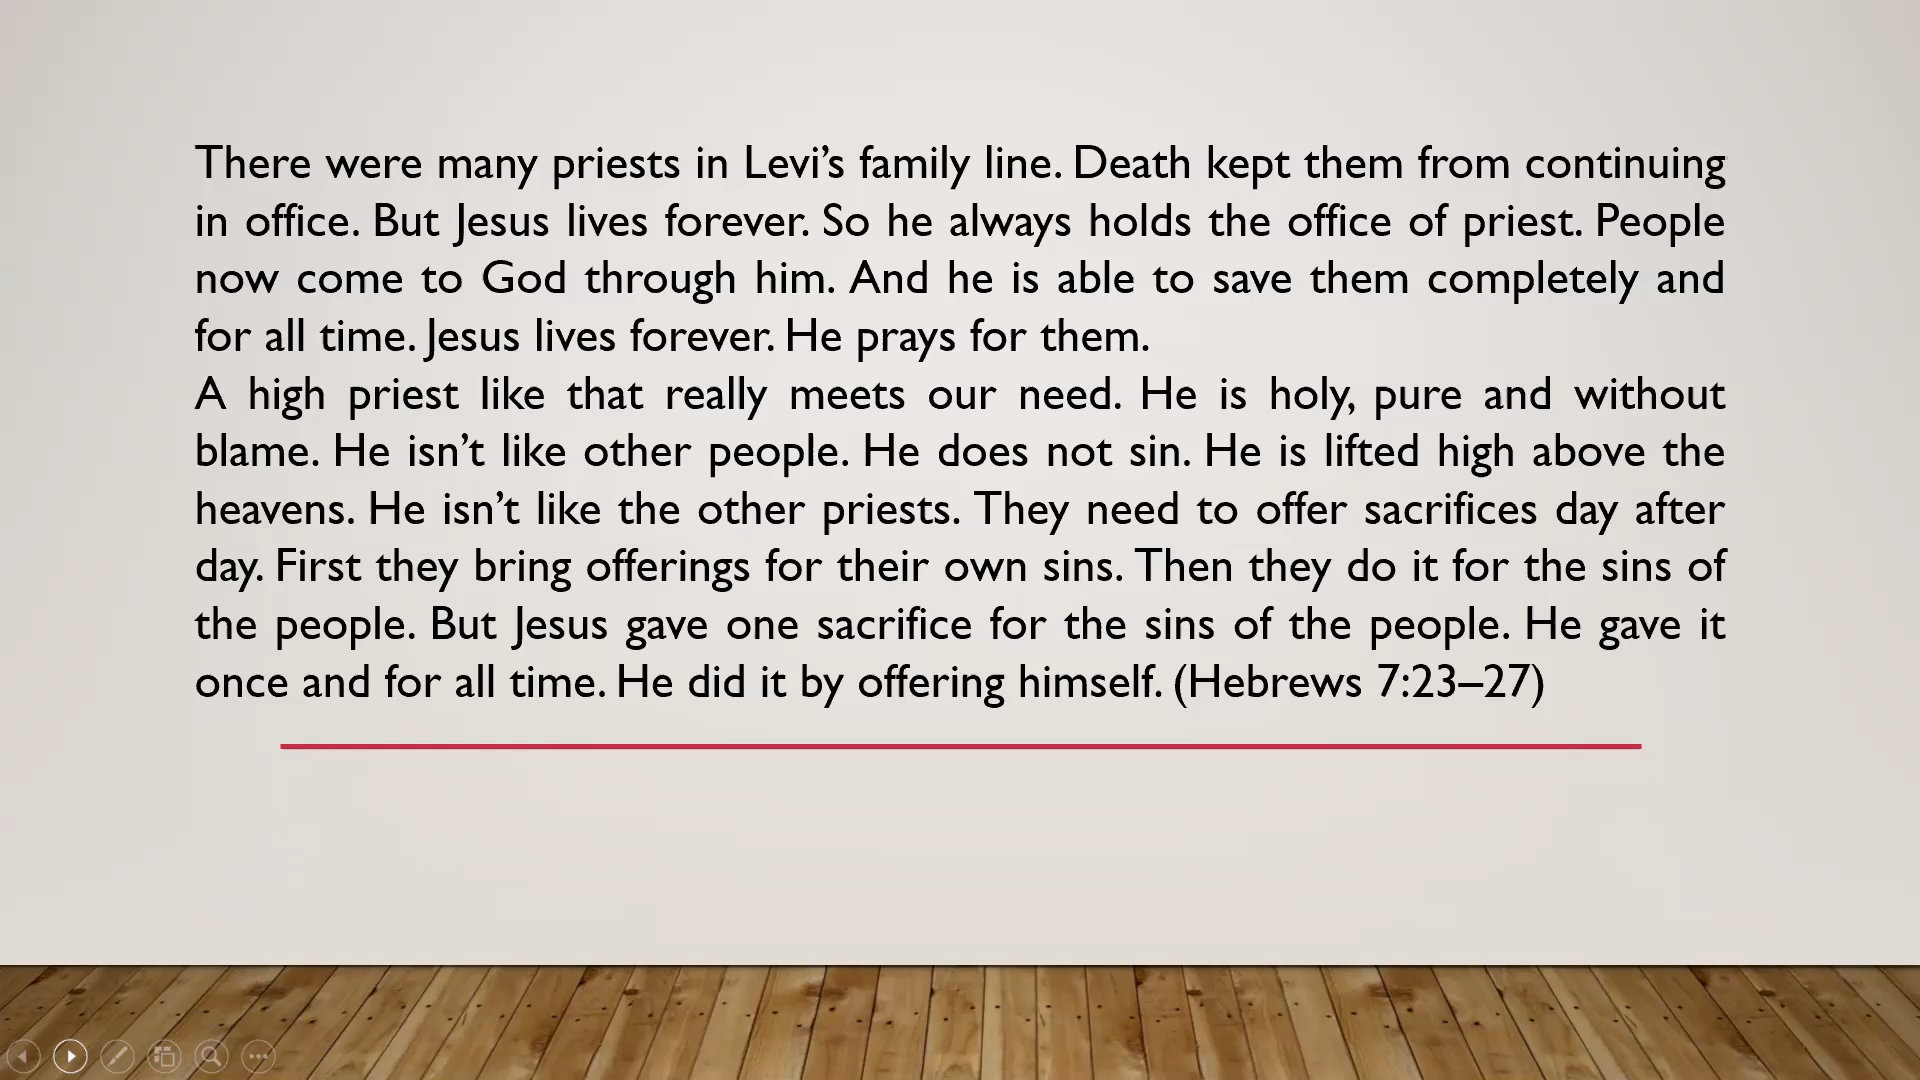 There were many priests in Levi’s family line. Death kept them from continuing
in office. But Jesus lives forever. So he always holds the office of priest. People
now come to God through him. And he is able to save them completely and
for all time. Jesus lives forever. He prays for them.
A high priest like that really meets our need. He is holy, pure and without
blame. He isn’t like other people. He does not sin. He is lifted high above the
heavens. He isn’t like the other priests. They need to offer sacrifices day after
day. First they bring offerings for their own sins. Then they do it for the sins of
the people. But Jesus gave one sacrifice for the sins of the people. He gave it
once and for all time. He did it by offering himself. (Hebrews 7:23–27)